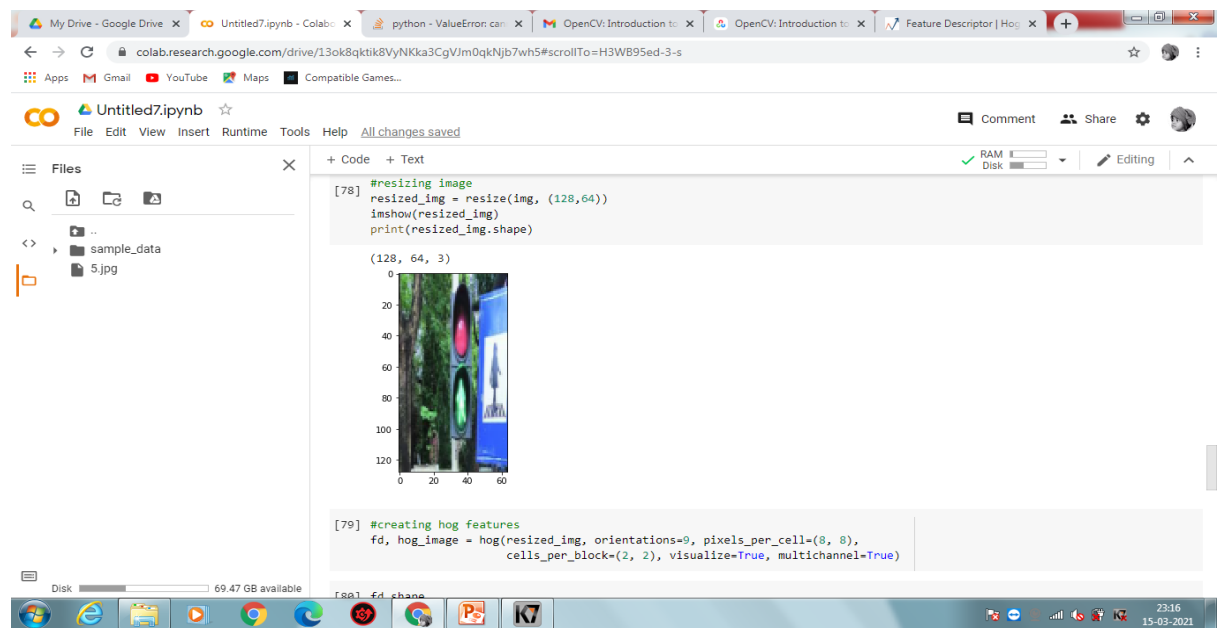 My Drive - Google Drive
Untitled7.ipynb - Colabo
python - ValueError: can
OpenCV: Introduction to
OpenCV: Introduction to
Feature Descriptor | Hog
colab.research.google.com/drive/13ok8qktik8VyNKka3CgVJm0qkNjb7wh5#scrollTo=H3WB95ed-3-s
Apps Gmail YouTube Maps Compatible Games...
Untitled7.ipynb
File Edit View Insert Runtime Tools Help All changes saved
Comment Share
Files
+ Code + Text
RAM
Disk
Editing
..
sample_data
5.jpg
[78] #resizing image
resized_img = resize(img, (128,64))
imshow(resized_img)
print(resized_img.shape)
(128, 64, 3)
0
20
40
60
80
100
120
0 20 40 60
[79] #creating hog features
fd, hog_image = hog(resized_img, orientations=9, pixels_per_cell=(8, 8),
cells_per_block=(2, 2), visualize=True, multichannel=True)
[80] fd.shape
Disk 69.47 GB available
23:16
15-03-2021